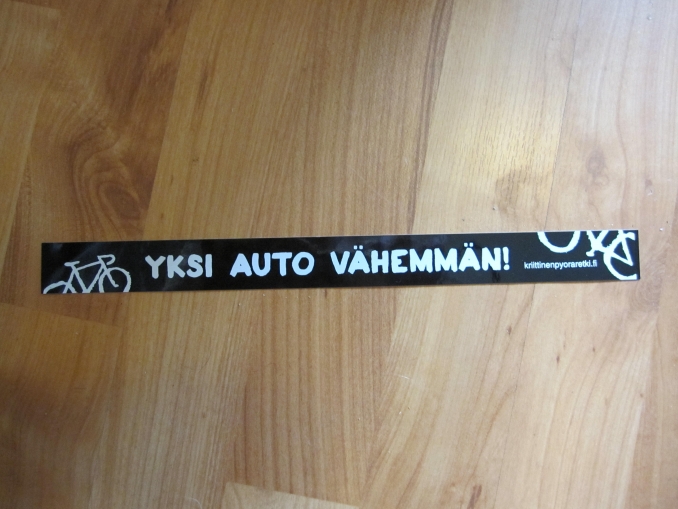 YKSI AUTO VÄHEMMÄN!
kriittinenpyoraretki.fi